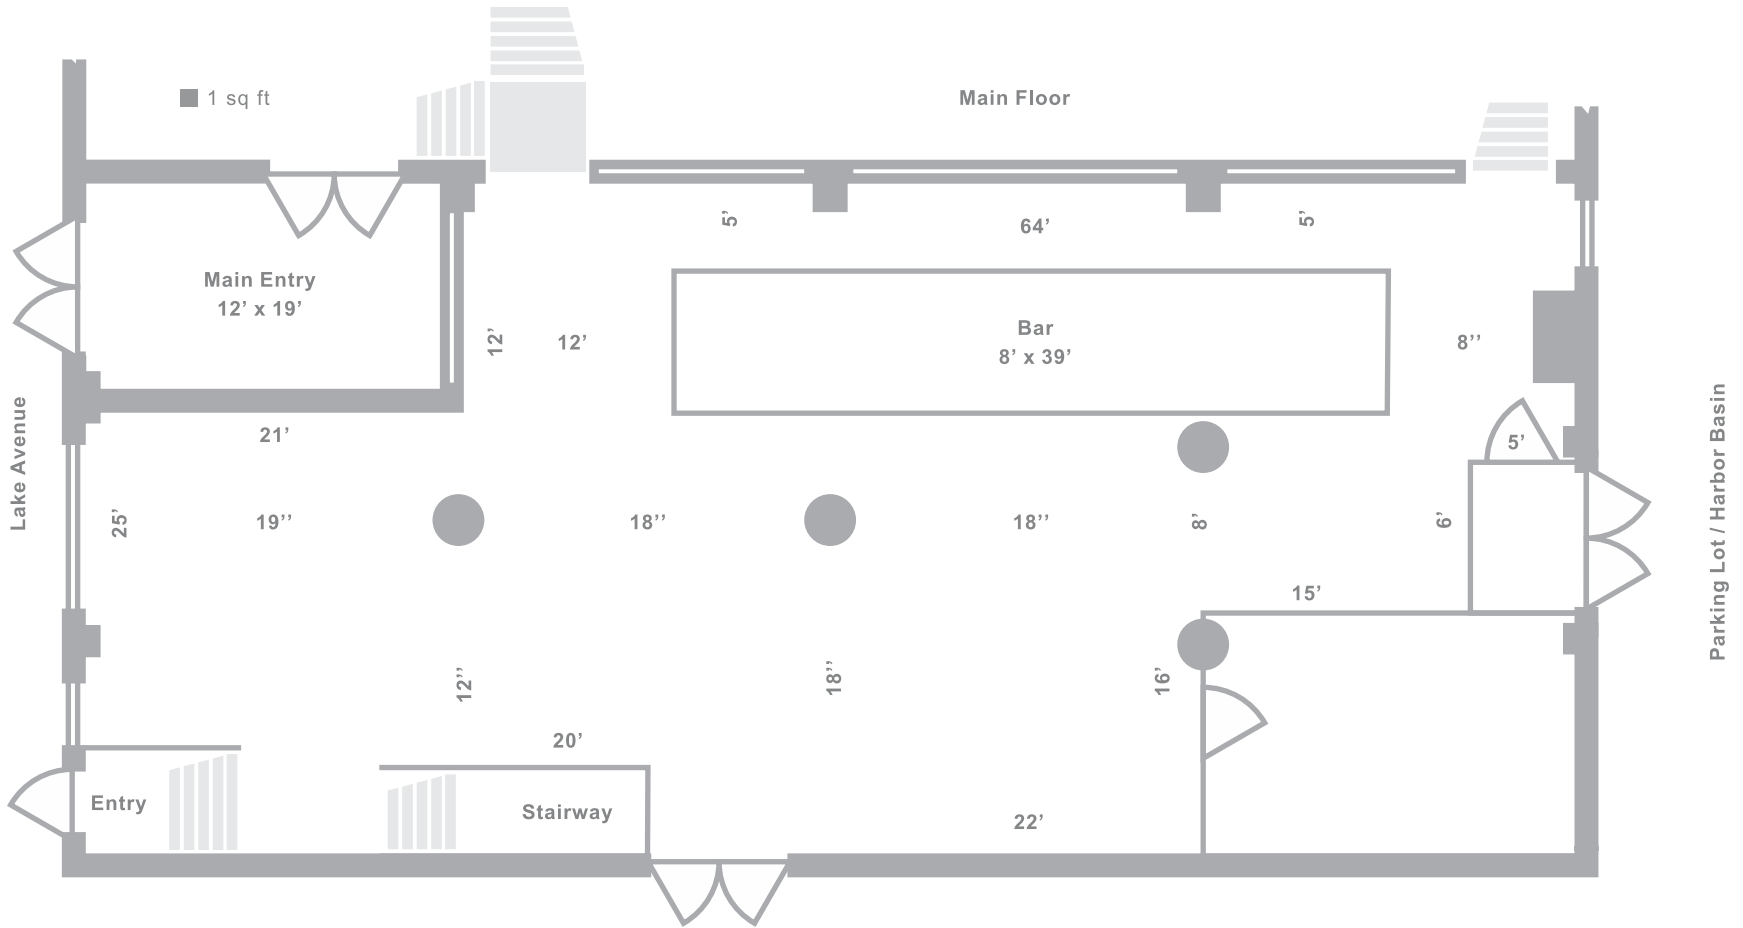 1 sq ft
Main Floor
5’
64’
5’
Main Entry
12’ x 19’
Bar
8’ x 39’
12’
12’
8’’
Lake Avenue
Parking Lot / Harbor Basin
21’
5’
25’
19’’
18’’
18’’
8’
6’
15’
12’’
18’’
16’
20’
Entry
Stairway
22’